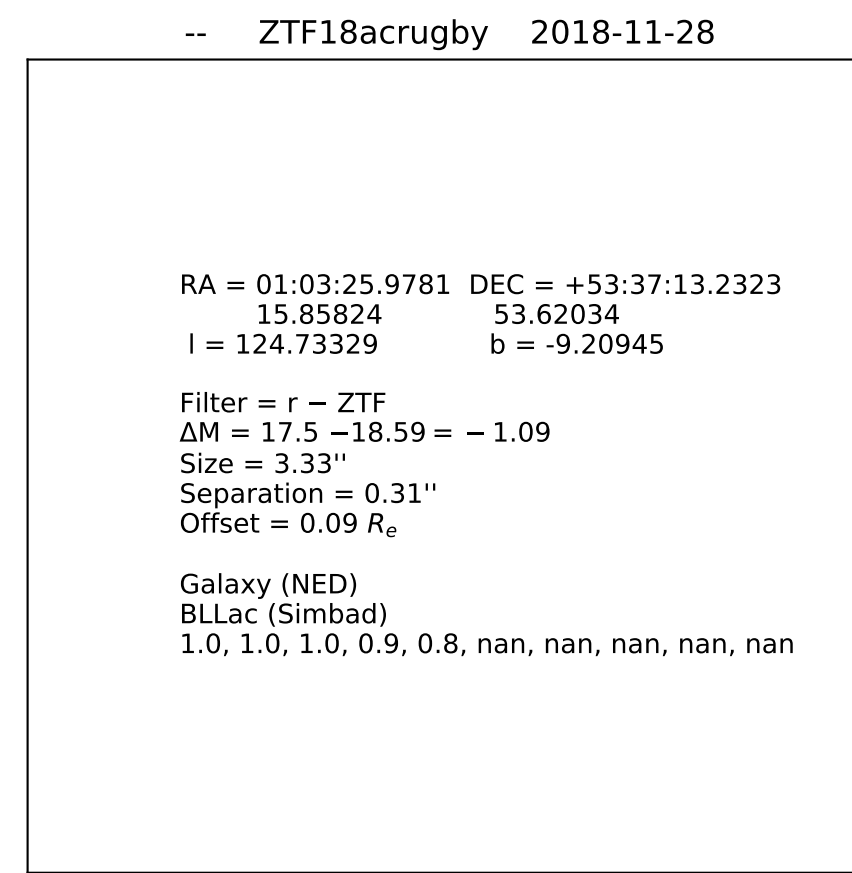 -- ZTF18acrugby 2018-11-28
RA = 01:03:25.9781 DEC = +53:37:13.2323
15.85824 53.62034
l = 124.73329 b = -9.20945
Filter = r − ZTF
ΔM = 17.5 −18.59 = − 1.09
Size = 3.33''
Separation = 0.31''
Offset = 0.09 Re
Galaxy (NED)
BLLac (Simbad)
1.0, 1.0, 1.0, 0.9, 0.8, nan, nan, nan, nan, nan